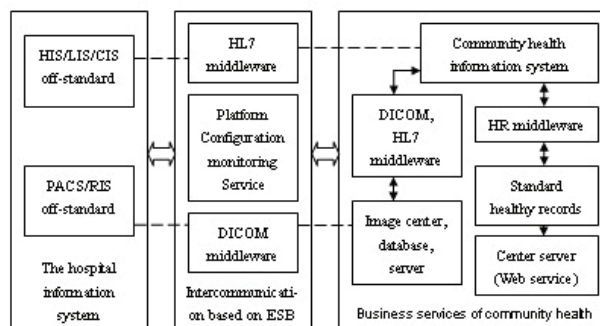 HIS/LIS/CIS
off-standard
PACS/RIS
off-standard
The hospital
information
system
HL7
middleware
Platform
Configuration
monitoring
Service
DICOM
middleware
Intercommunicati-
on based on ESB
Community health
information system
DICOM,
HL7
middleware
HR middleware
Image center,
database,
server
Standard
healthy records
Center server
(Web service)
Business services of community health